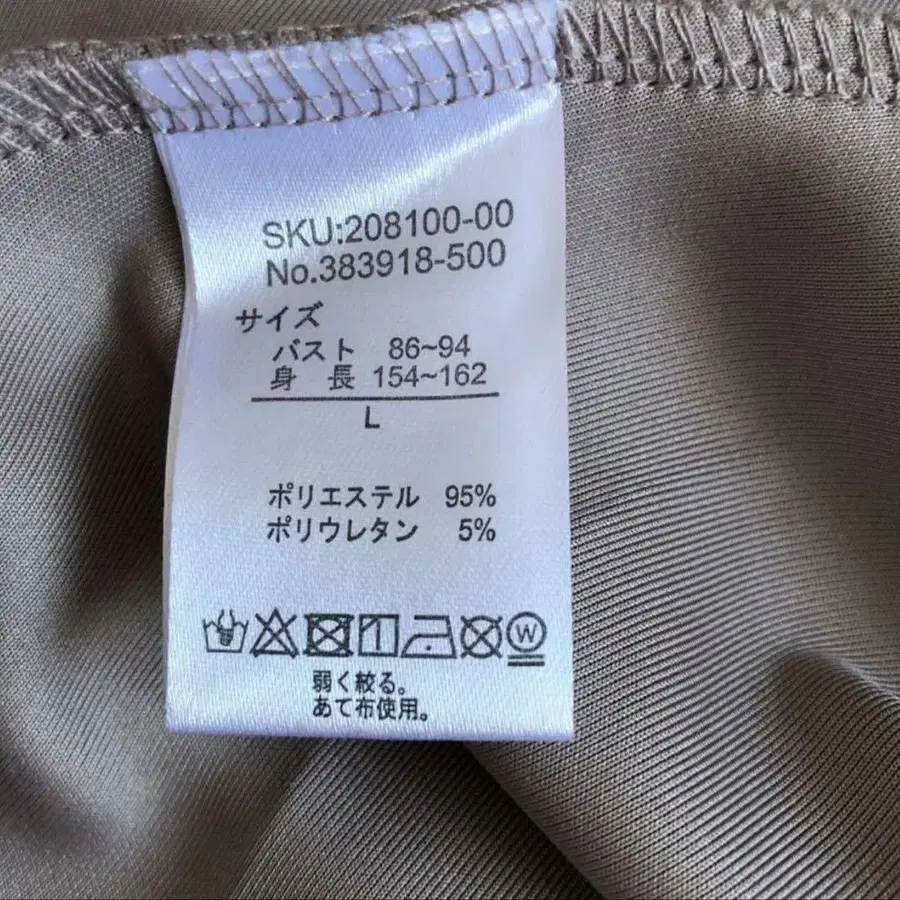 SKU:208100-00
No.383918-500
サイズ
バスト 86~94
身 長 154~162
L
ポリエステル 95%
ポリウレタン 5%
W
弱く絞る。
あて布使用。